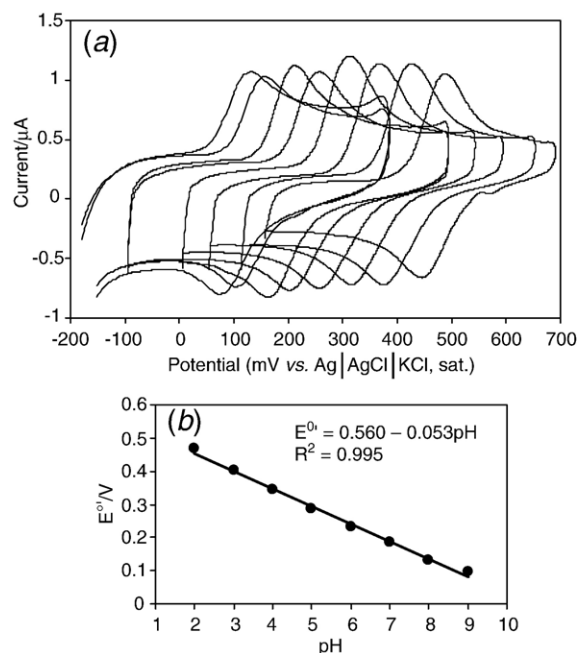 (a)
1.5
1
0.5
0
-0.5
-1
Current/μA
-200 -100 0 100 200 300 400 500 600 700
Potential (mV vs. Ag|AgCl|KCl, sat.)
(b)
E⁰' = 0.560 – 0.053pH
R² = 0.995
0.6
0.5
0.4
0.3
0.2
0.1
0
E°'/V
1 2 3 4 5 6 7 8 9 10
pH